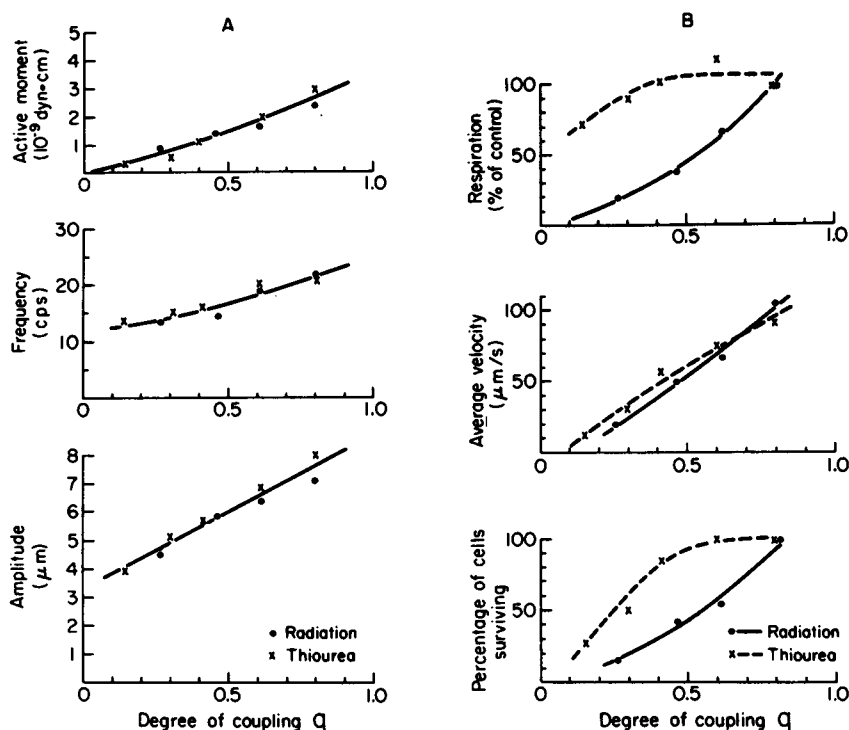 A
Active moment
(10⁻⁹ dyn·cm)
5
4
3
2
1
0
0.5
1.0
Frequency
(cps)
30
20
10
0
0.5
1.0
Amplitude
(μm)
8
7
6
5
4
3
2
1
0
0.5
1.0
• Radiation
x Thiourea
Degree of coupling q
B
Respiration
(% of control)
100
50
0
0.5
1.0
Average velocity
(μm/s)
100
50
0
0.5
1.0
Percentage of cells
surviving
100
50
0
0.5
1.0
Radiation
Thiourea
Degree of coupling q